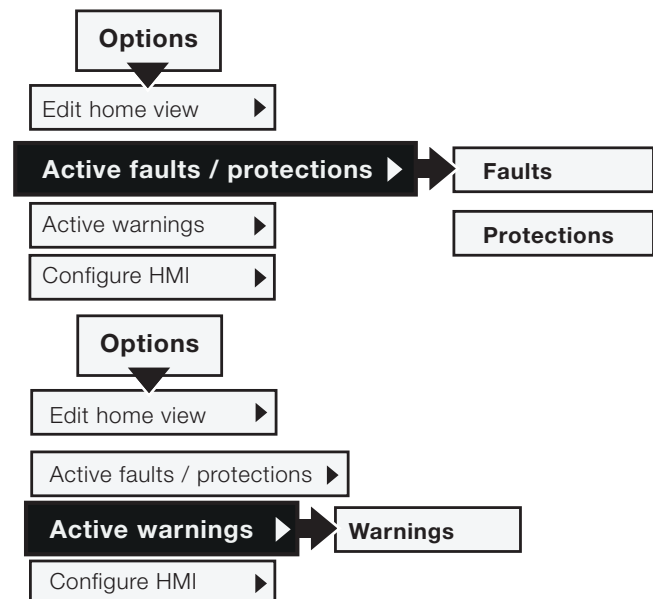 Options
Edit home view
Active faults / protections
Faults
Active warnings
Protections
Configure HMI
Options
Edit home view
Active faults / protections
Active warnings
Warnings
Configure HMI